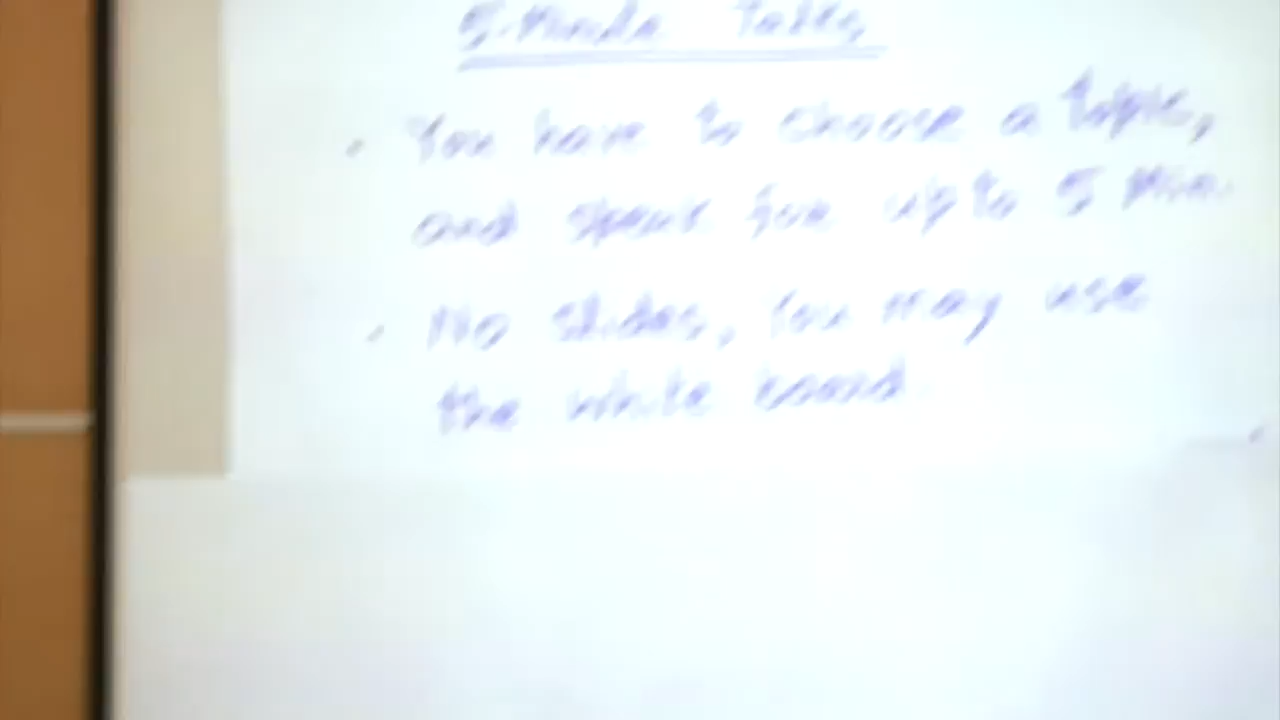 5-Minute Talks
• You have to choose a topic,
and speak for up to 5 Min.
• No slides, You may use
the white board.